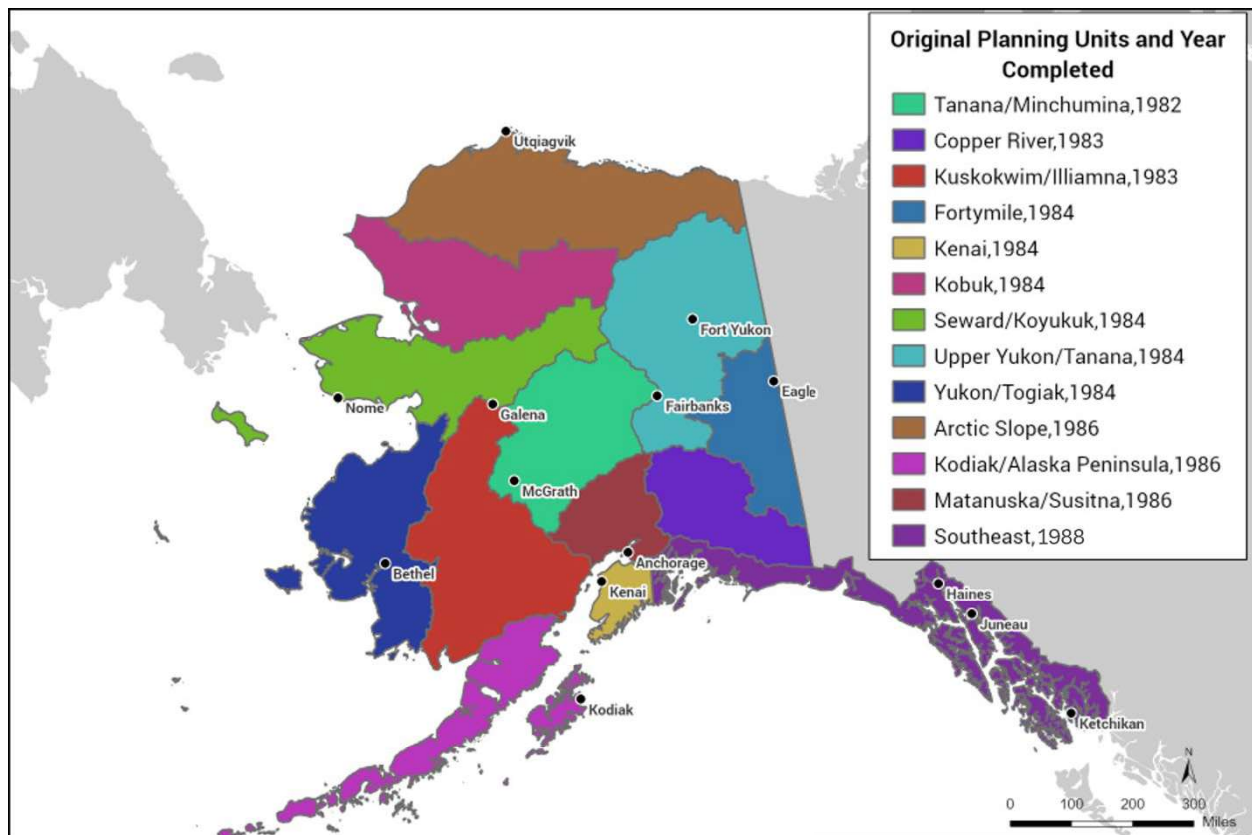 Original Planning Units and Year
Completed
Tanana/Minchumina,1982
Copper River,1983
Kuskokwim/Illiamna,1983
Fortymile,1984
Kenai,1984
Kobuk,1984
Seward/Koyukuk,1984
Upper Yukon/Tanana,1984
Yukon/Togiak,1984
Arctic Slope,1986
Kodiak/Alaska Peninsula,1986
Matanuska/Susitna,1986
Southeast,1988
Utqiagvik
Fort Yukon
Eagle
Nome
Galena
Fairbanks
McGrath
Anchorage
Bethel
Kenai
Haines
Juneau
Kodiak
Ketchikan
N
0 100 200 300
Miles